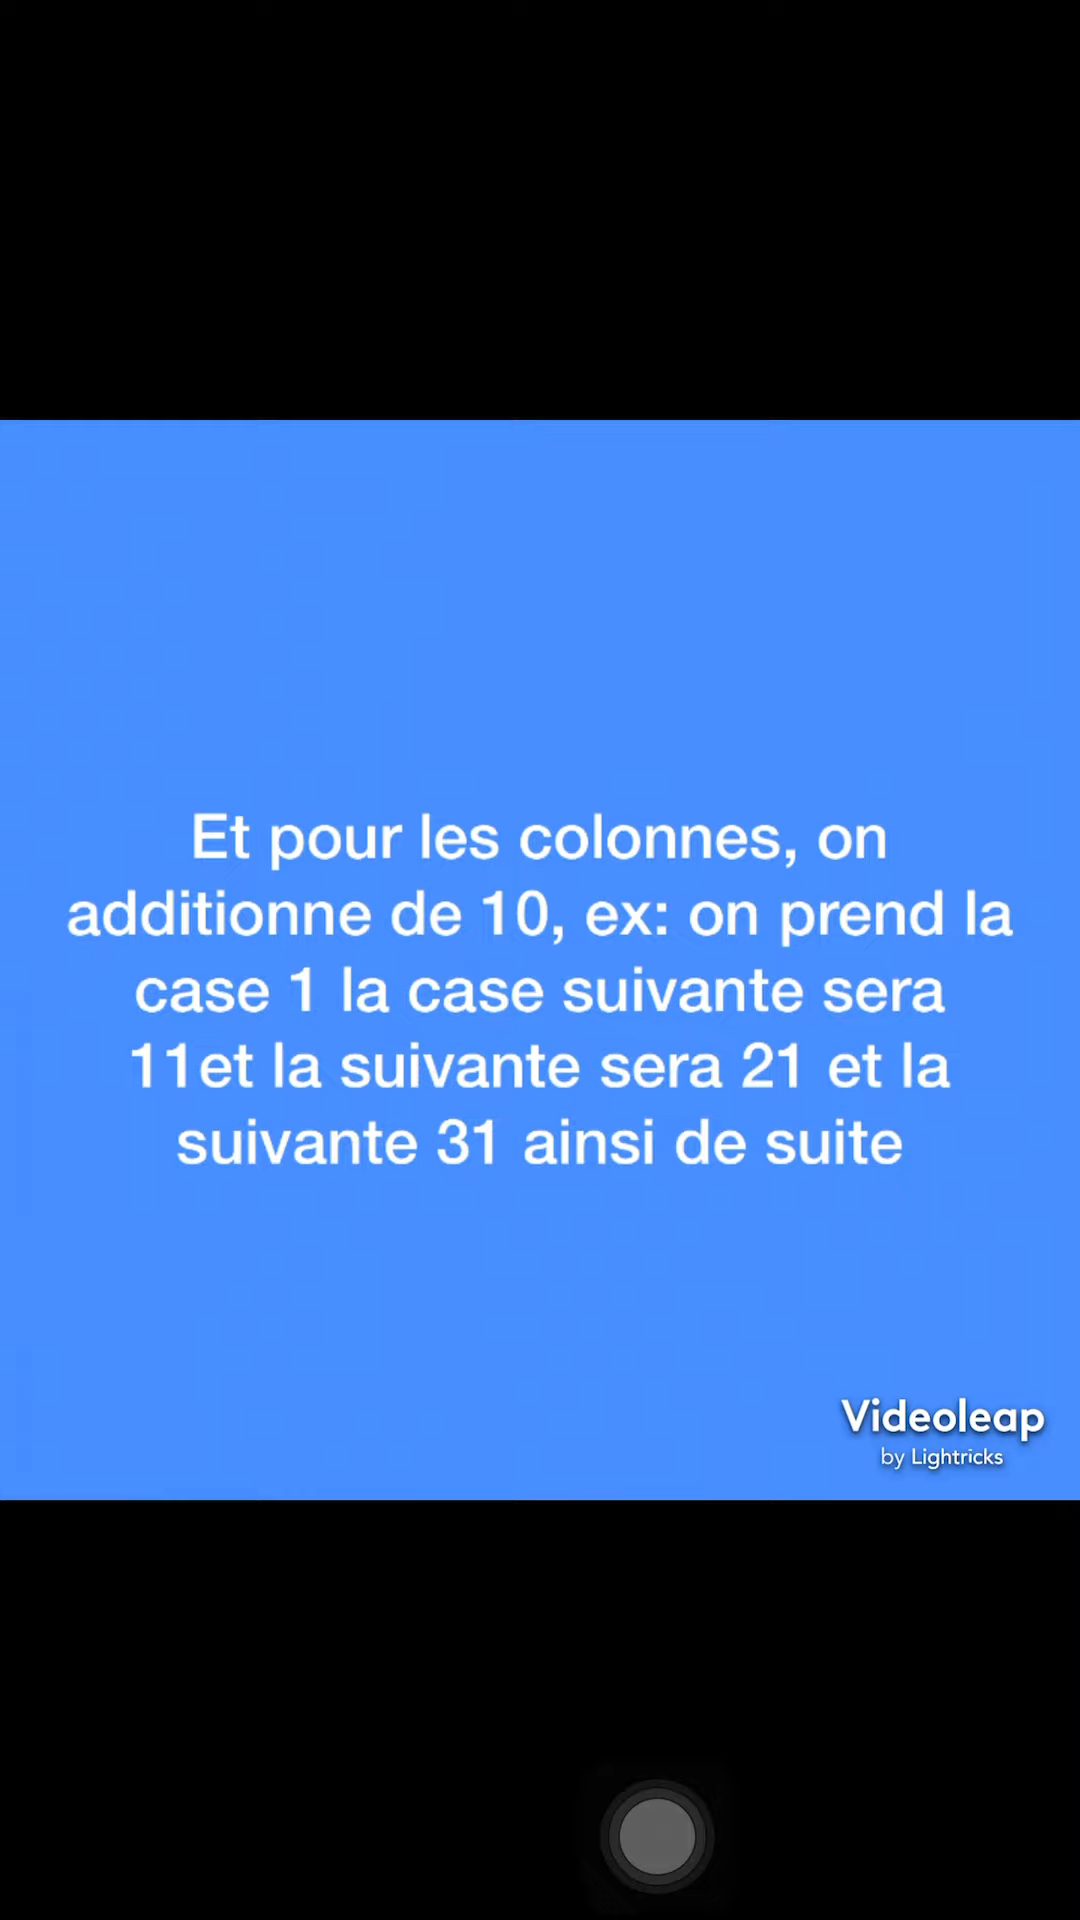 Et pour les colonnes, on
additionne de 10, ex: on prend la
case 1 la case suivante sera
11et la suivante sera 21 et la
suivante 31 ainsi de suite
Videoleap
by Lightricks